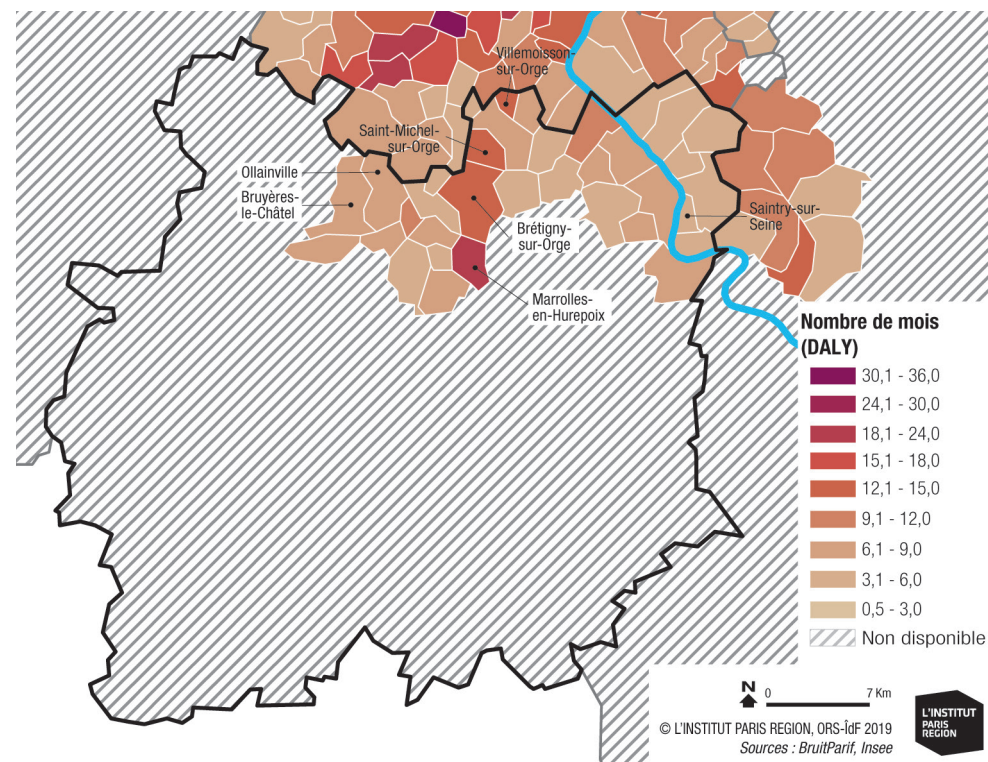 Villemoisson-
sur-Orge
Saint-Michel-
sur-Orge
Ollainville
Bruyères-
le-Châtel
Saintry-sur-
Seine
Brétigny-
sur-Orge
Marrolles-
en-Hurepoix
Nombre de mois
(DALY)
30,1 - 36,0
24,1 - 30,0
18,1 - 24,0
15,1 - 18,0
12,1 - 15,0
9,1 - 12,0
6,1 - 9,0
3,1 - 6,0
0,5 - 3,0
Non disponible
N
0 7 Km
© L'INSTITUT PARIS REGION, ORS-ÎdF 2019
Sources : BruitParif, Insee
L'INSTITUT
PARIS
REGION